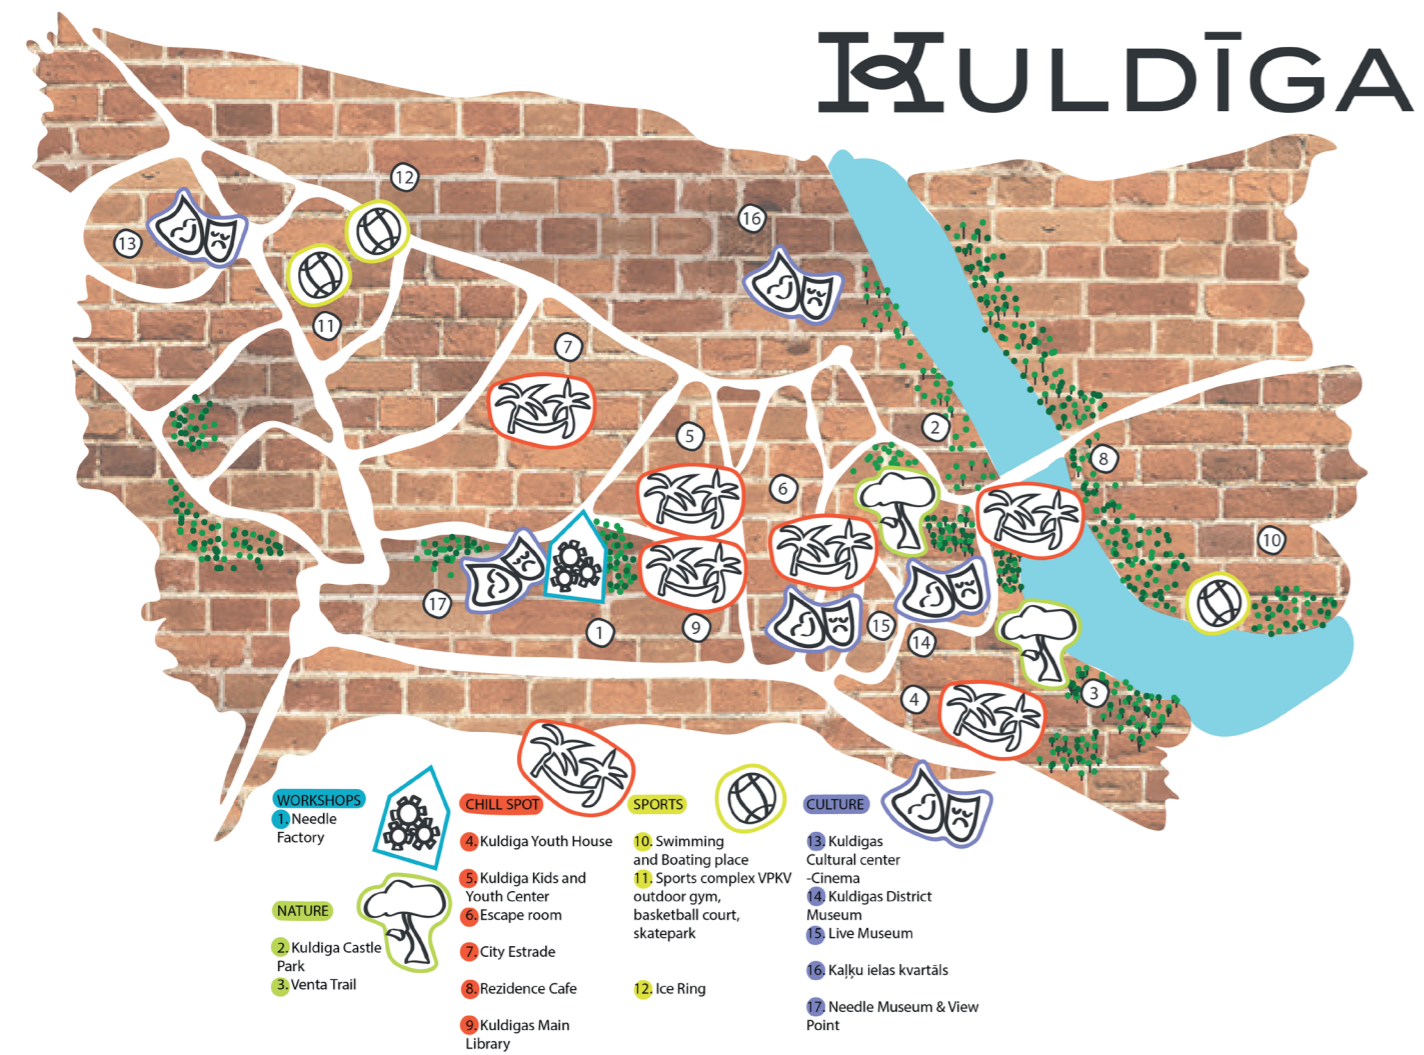 KULDĪGA
12
16
13
11
7
5
2
8
6
10
17
1
9
15
14
4
3
WORKSHOPS
1. Needle
Factory
NATURE
2. Kuldiga Castle
Park
3. Venta Trail
CHILL SPOT
4. Kuldiga Youth House
5. Kuldiga Kids and
Youth Center
6. Escape room
7. City Estrade
8. Rezidence Cafe
9. Kuldigas Main
Library
SPORTS
10. Swimming
and Boating place
11. Sports complex VPKV
outdoor gym,
basketball court,
skatepark
12. Ice Ring
CULTURE
13. Kuldigas
Cultural center
-Cinema
14. Kuldigas District
Museum
15. Live Museum
16. Kaļķu ielas kvartāls
17. Needle Museum & View
Point